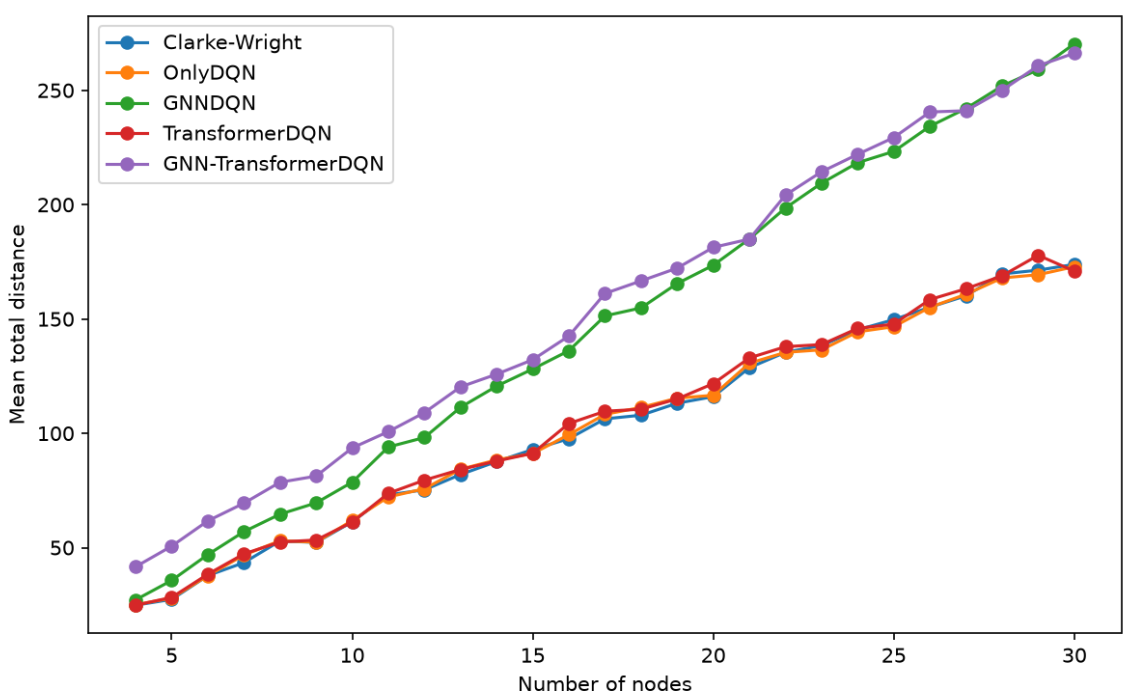 Clarke-Wright
OnlyDQN
GNNDQN
TransformerDQN
GNN-TransformerDQN
Mean total distance
250
200
150
100
50
5 10 15 20 25 30
Number of nodes